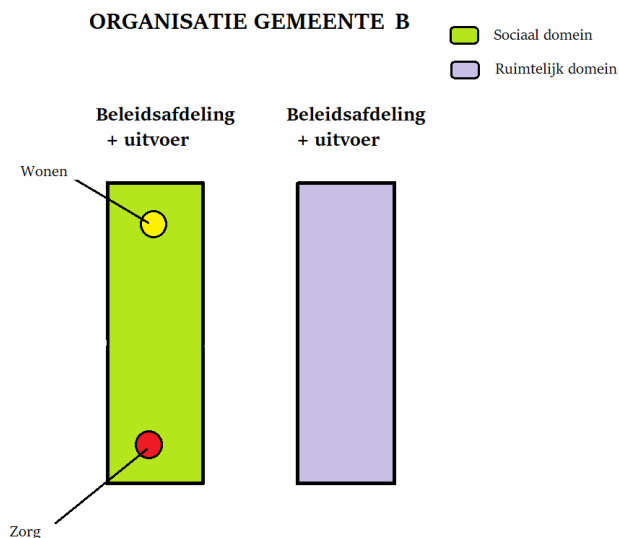 ORGANISATIE GEMEENTE B
Sociaal domein
Ruimtelijk domein
Beleidsafdeling
+ uitvoer
Beleidsafdeling
+ uitvoer
Wonen
Zorg